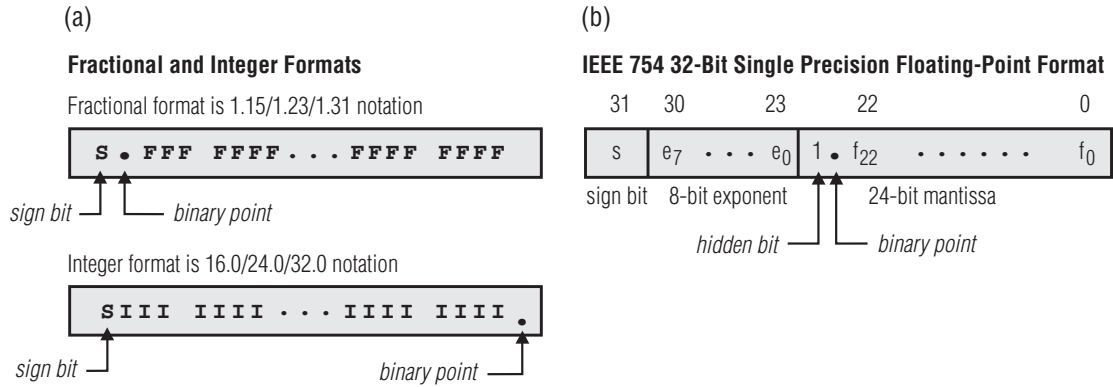 (a)
Fractional and Integer Formats
Fractional format is 1.15/1.23/1.31 notation
S . FFF FFFF . . . FFFF FFFF
sign bit
binary point
Integer format is 16.0/24.0/32.0 notation
SIII IIII . . . IIII IIII .
sign bit
binary point
(b)
IEEE 754 32-Bit Single Precision Floating-Point Format
31 30 23 22 0
s e7 . . . e0 1 . f22 . . . . . . f0
sign bit 8-bit exponent 24-bit mantissa
hidden bit
binary point